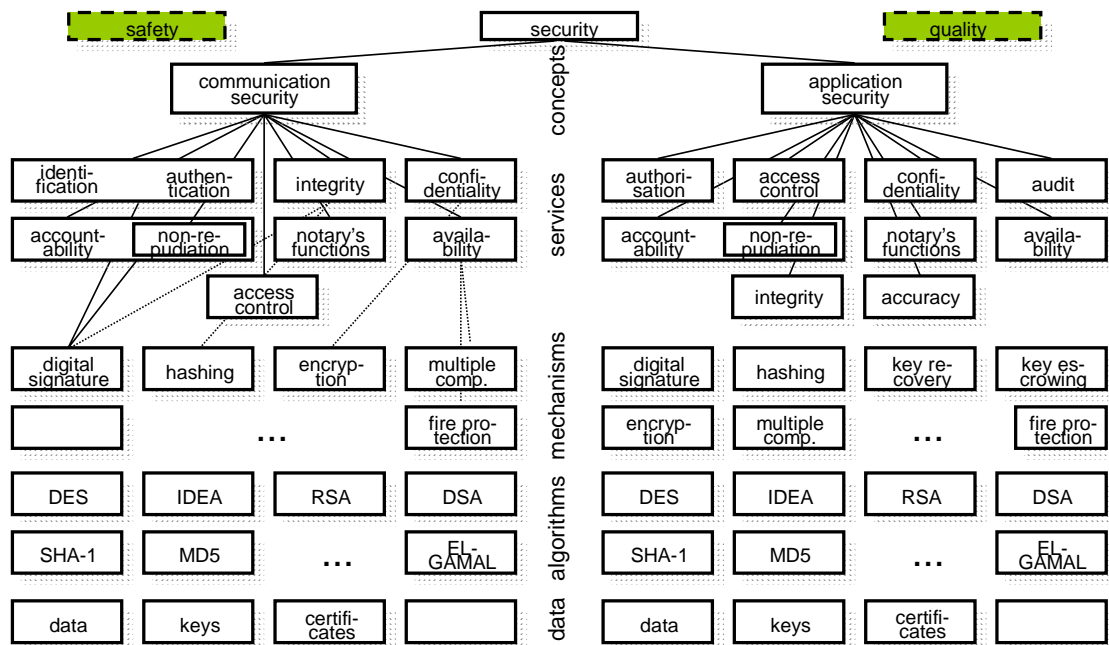 safety
security
quality
concepts
communication
security
application
security
services
identi-
fication
authen-
tication
integrity
confi-
dentiality
authori-
sation
access
control
confi-
dentiality
audit
account-
ability
non-re-
pudiation
notary's
functions
availa-
bility
account-
ability
non-re-
pudiation
notary's
functions
availa-
bility
access
control
integrity
accuracy
mechanisms
digital
signature
hashing
encryp-
tion
multiple
comp.
digital
signature
hashing
key re-
covery
key es-
crowing
...
fire pro-
tection
encryp-
tion
multiple
comp.
...
fire pro-
tection
algorithms
DES
IDEA
RSA
DSA
DES
IDEA
RSA
DSA
SHA-1
MD5
...
EL-
GAMAL
SHA-1
MD5
...
EL-
GAMAL
data
data
keys
certifi-
cates
data
keys
certifi-
cates